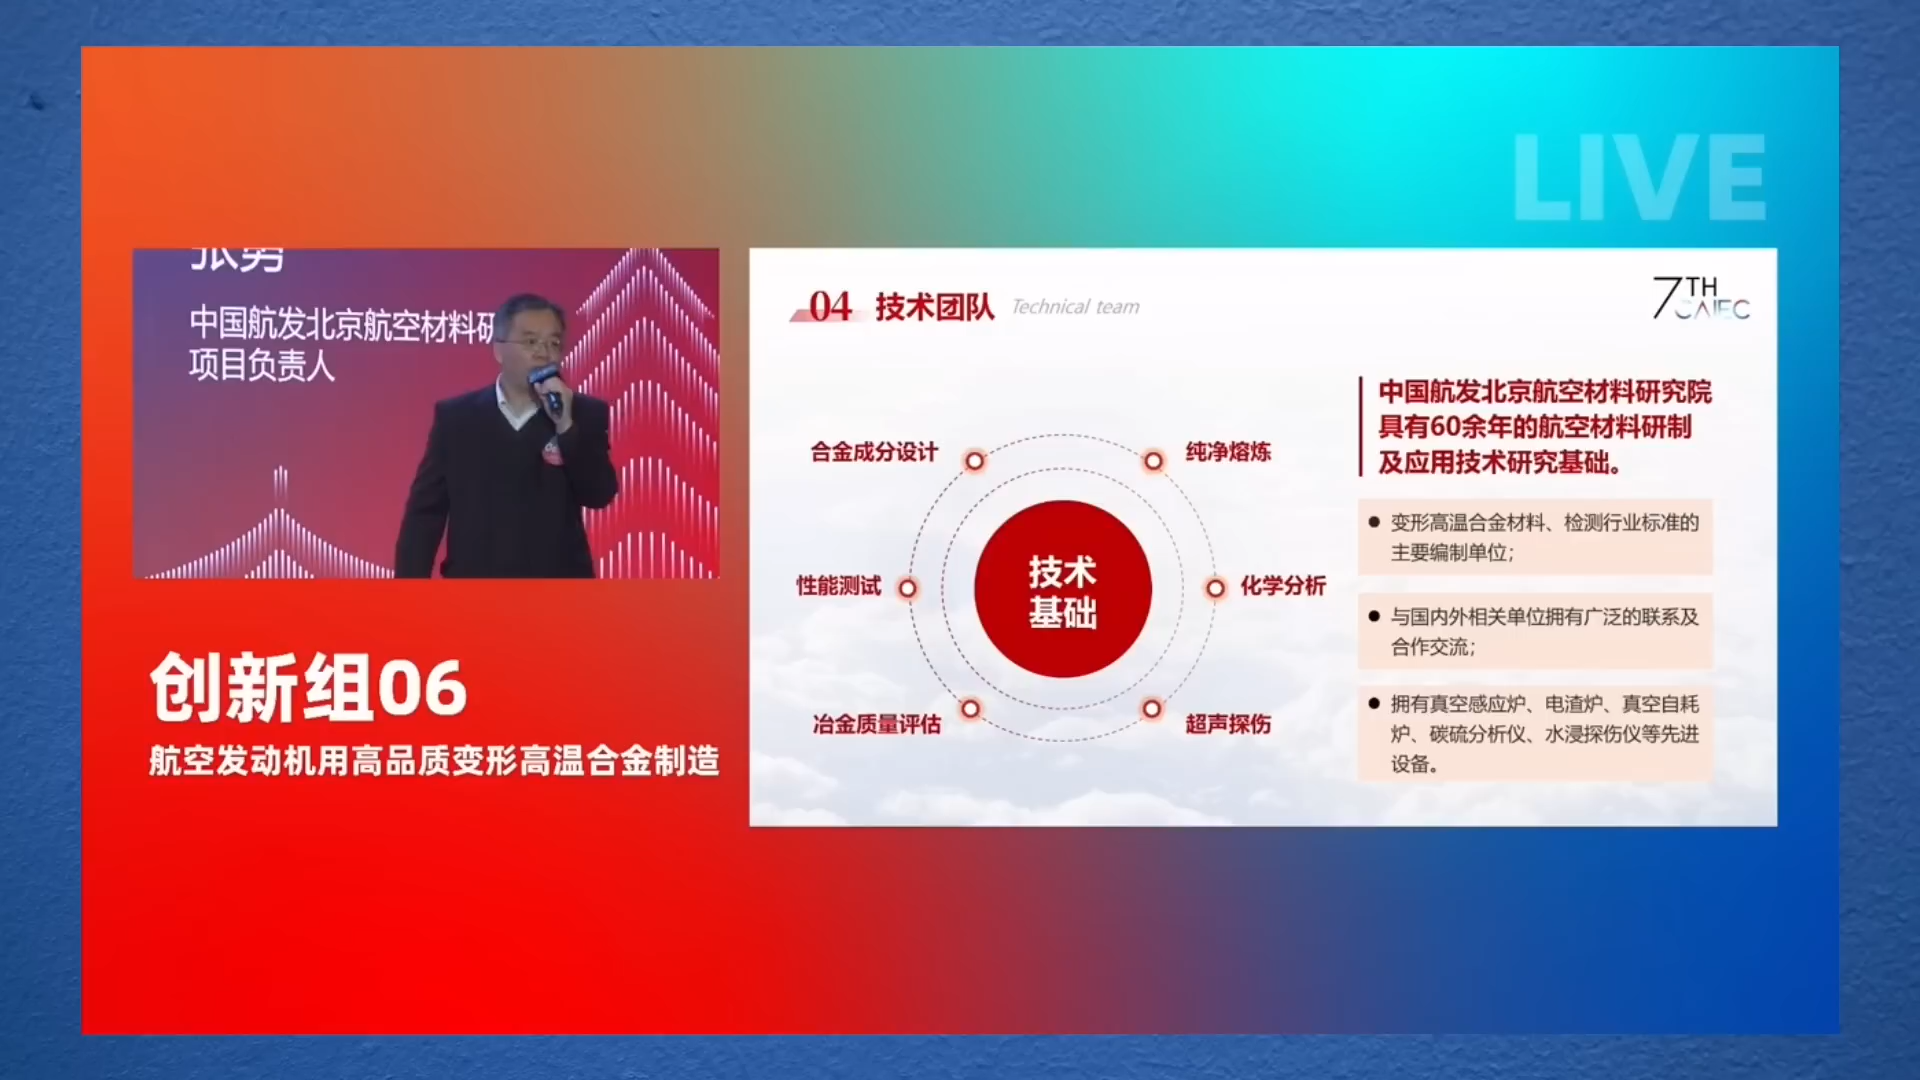 LIVE
中国航发北京航空材料研
项目负责人
创新组06
航空发动机用高品质变形高温合金制造
04 技术团队 Technical team
7TH
CAIEC
合金成分设计
纯净熔炼
性能测试
化学分析
冶金质量评估
超声探伤
技术
基础
中国航发北京航空材料研究院
具有60余年的航空材料研制
及应用技术研究基础。
● 变形高温合金材料、检测行业标准的
主要编制单位；
● 与国内外相关单位拥有广泛的联系及
合作交流；
● 拥有真空感应炉、电渣炉、真空自耗
炉、碳硫分析仪、水浸探伤仪等先进
设备。